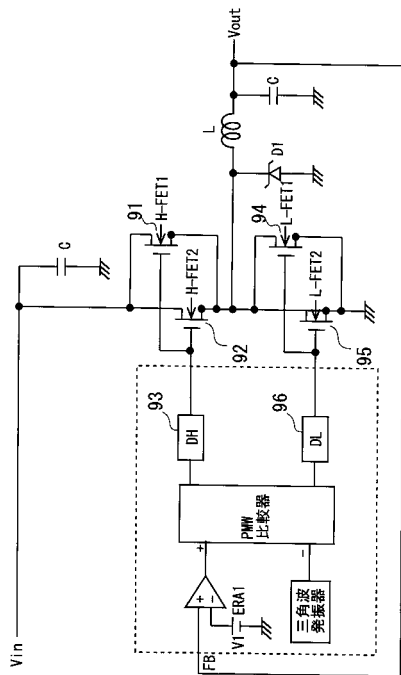 Vin
C
91
H-FET1
H-FET2
92
93
DH
PMW
比較器
+
-
三角波
発振器
+
-
ERA1
V1
FB
L
Vout
C
D1
94
L-FET1
L-FET2
95
96
DL